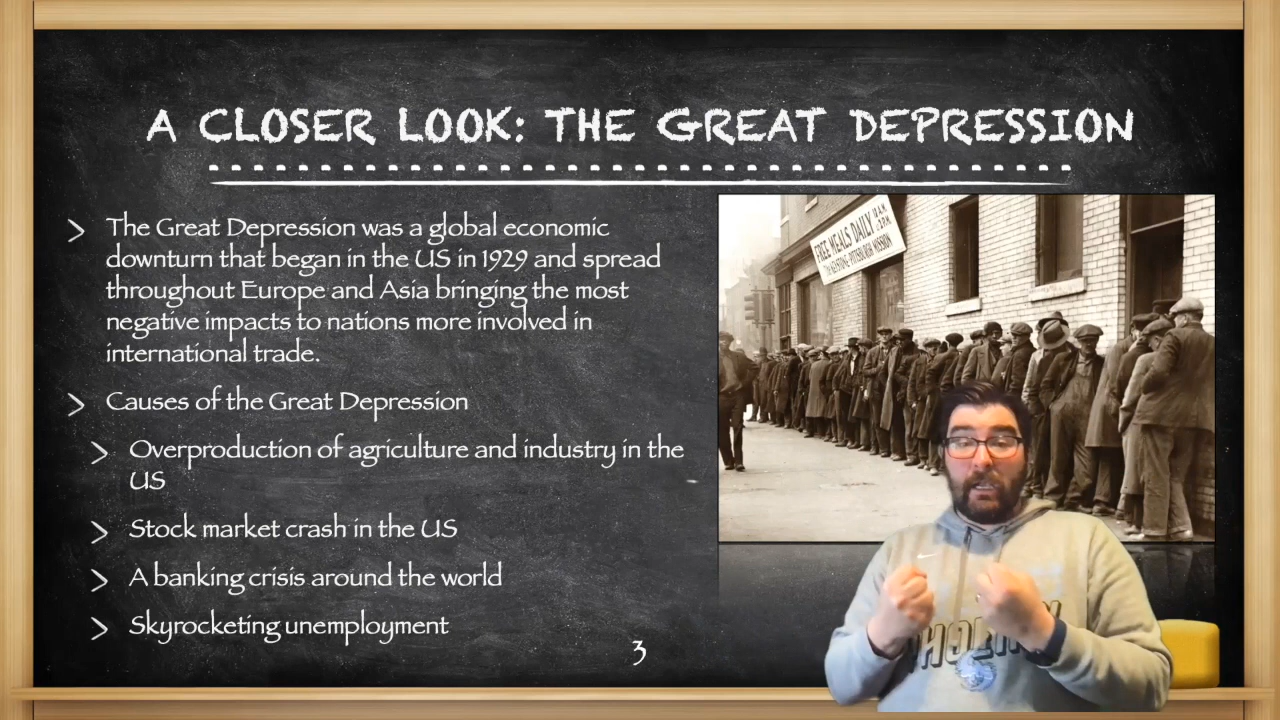 A CLOSER LOOK: THE GREAT DEPRESSION
The Great Depression was a global economic
downturn that began in the US in 1929 and spread
throughout Europe and Asia bringing the most
negative impacts to nations more involved in
international trade.
Causes of the Great Depression
Overproduction of agriculture and industry in the
US
Stock market crash in the US
A banking crisis around the world
Skyrocketing unemployment
3
FREE MEALS DAILY